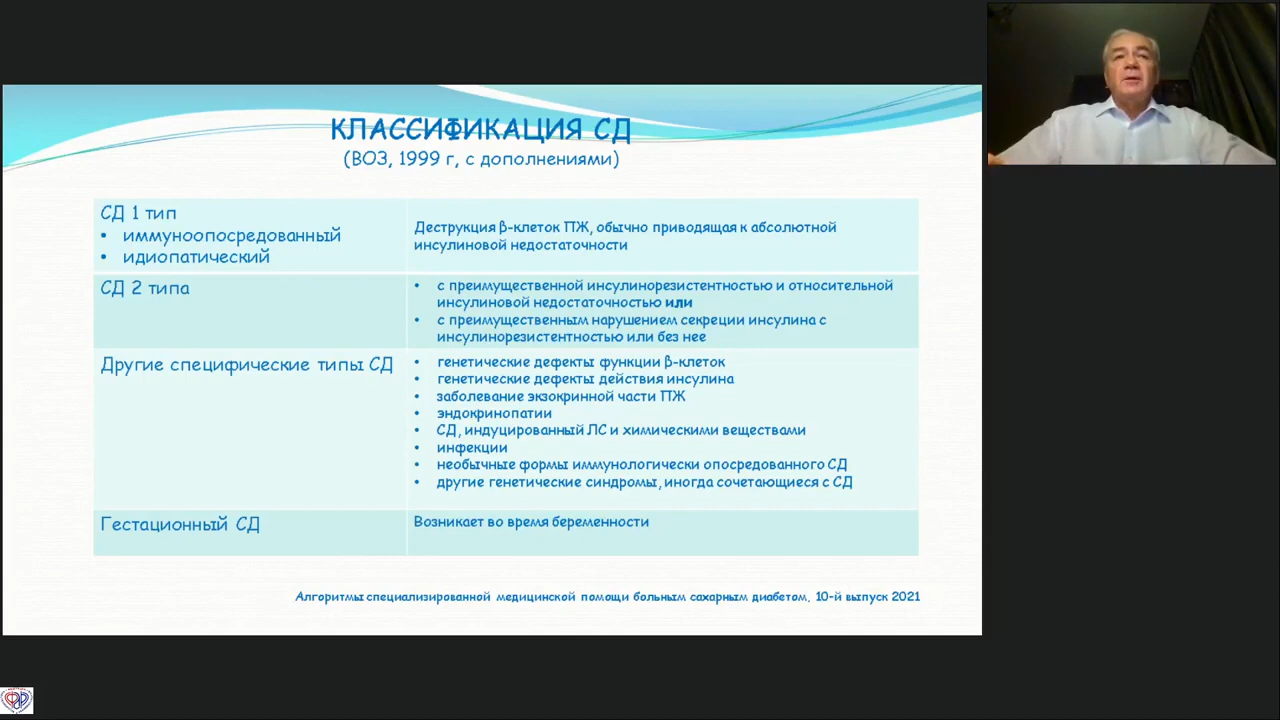 КЛАССИФИКАЦИЯ СД
(ВОЗ, 1999 г, с дополнениями)
СД 1 тип
• иммуноопосредованный
• идиопатический
Деструкция β-клеток ПЖ, обычно приводящая к абсолютной
инсулиновой недостаточности
СД 2 типа
• с преимущественной инсулинорезистентностью и относительной
инсулиновой недостаточностью или
• с преимущественным нарушением секреции инсулина с
инсулинорезистентностью или без нее
Другие специфические типы СД
• генетические дефекты функции β-клеток
• генетические дефекты действия инсулина
• заболевание экзокринной части ПЖ
• эндокринопатии
• СД, индуцированный ЛС и химическими веществами
• инфекции
• необычные формы иммунологически опосредованного СД
• другие генетические синдромы, иногда сочетающиеся с СД
Гестационный СД
Возникает во время беременности
Алгоритмы специализированной медицинской помощи больным сахарным диабетом. 10-й выпуск 2021